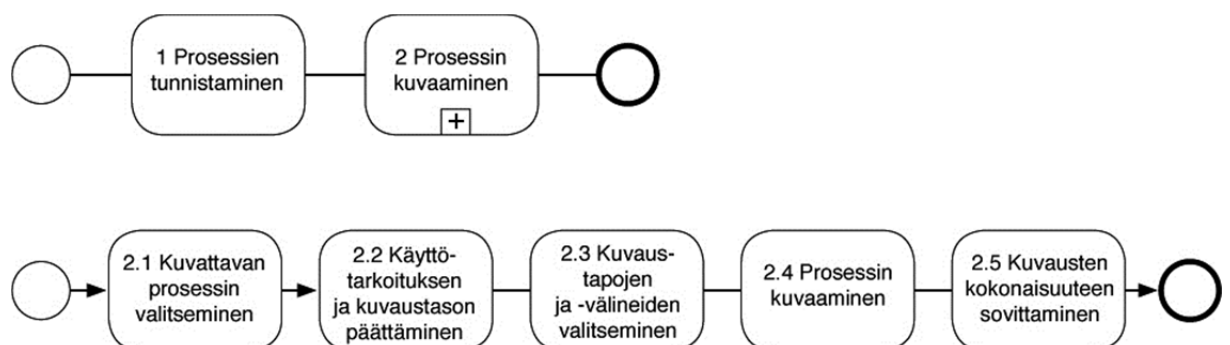 1 Prosessien
tunnistaminen
2 Prosessin
kuvaaminen
+
2.1 Kuvattavan
prosessin
valitseminen
2.2 Käyttö-
tarkoituksen
ja kuvaustason
päättäminen
2.3 Kuvaus-
tapojen
ja -välineiden
valitseminen
2.4 Prosessin
kuvaaminen
2.5 Kuvausten
kokonaisuuteen
sovittaminen